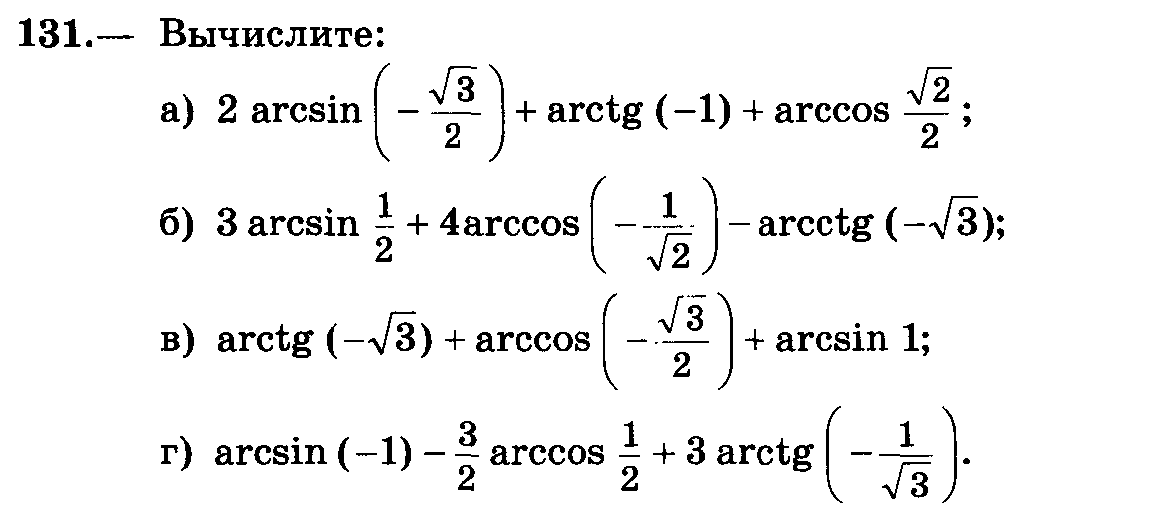 131.— Вычислите:
а) 2 arcsin (−√3/2) + arctg (−1) + arccos √2/2;
б) 3 arcsin 1/2 + 4arccos (−1/√2) − arcctg (−√3);
в) arctg (−√3) + arccos (−√3/2) + arcsin 1;
г) arcsin (−1) − 3/2 arccos 1/2 + 3 arctg (−1/√3).